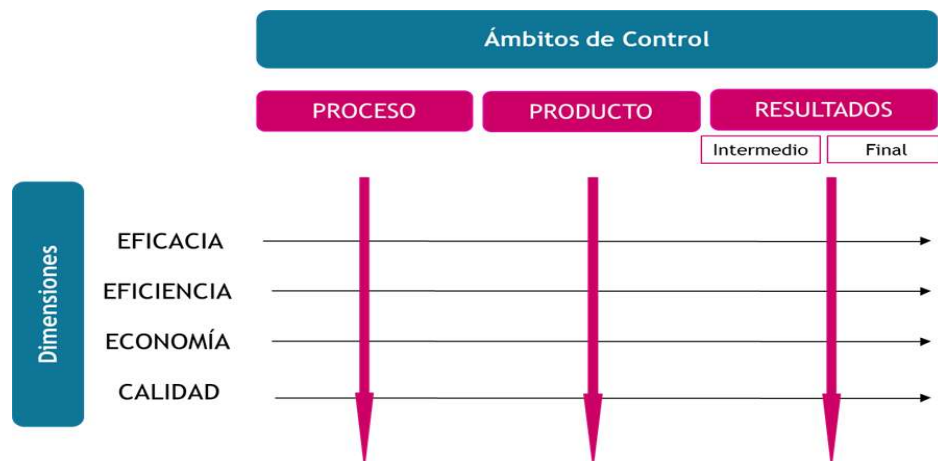 Ámbitos de Control
PROCESO
PRODUCTO
RESULTADOS
Intermedio
Final
Dimensiones
EFICACIA
EFICIENCIA
ECONOMÍA
CALIDAD